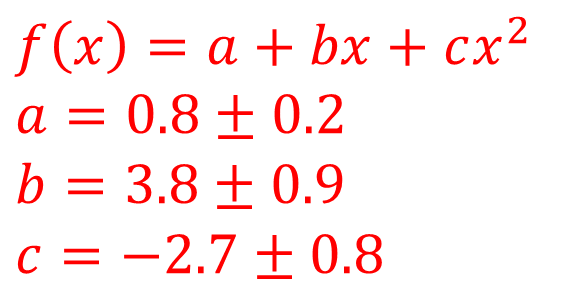 f(x) = a + bx + cx²
a = 0.8 ± 0.2
b = 3.8 ± 0.9
c = −2.7 ± 0.8